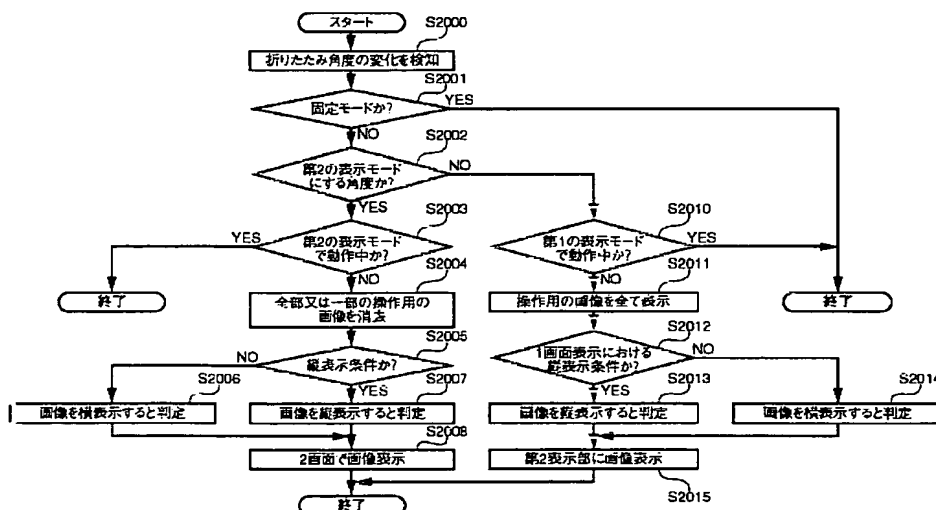 スタート
S2000
折りたたみ角度の変化を検知
S2001
固定モードか?
YES
NO
S2002
第2の表示モード
にする角度か?
NO
YES
S2003
第2の表示モード
で動作中か?
YES
NO
S2010
第1の表示モード
で動作中か?
YES
NO
終了
S2004
全部又は一部の操作用の
画像を消去
S2011
操作用の画像を全て表示
終了
S2005
縦表示条件か?
NO
YES
S2012
1画面表示における
縦表示条件か?
NO
YES
S2006
画像を横表示すると判定
S2007
画像を縦表示すると判定
S2013
画像を縦表示すると判定
S2014
画像を横表示すると判定
S2008
2画面で画像表示
第2表示部に画像表示
S2015
終了